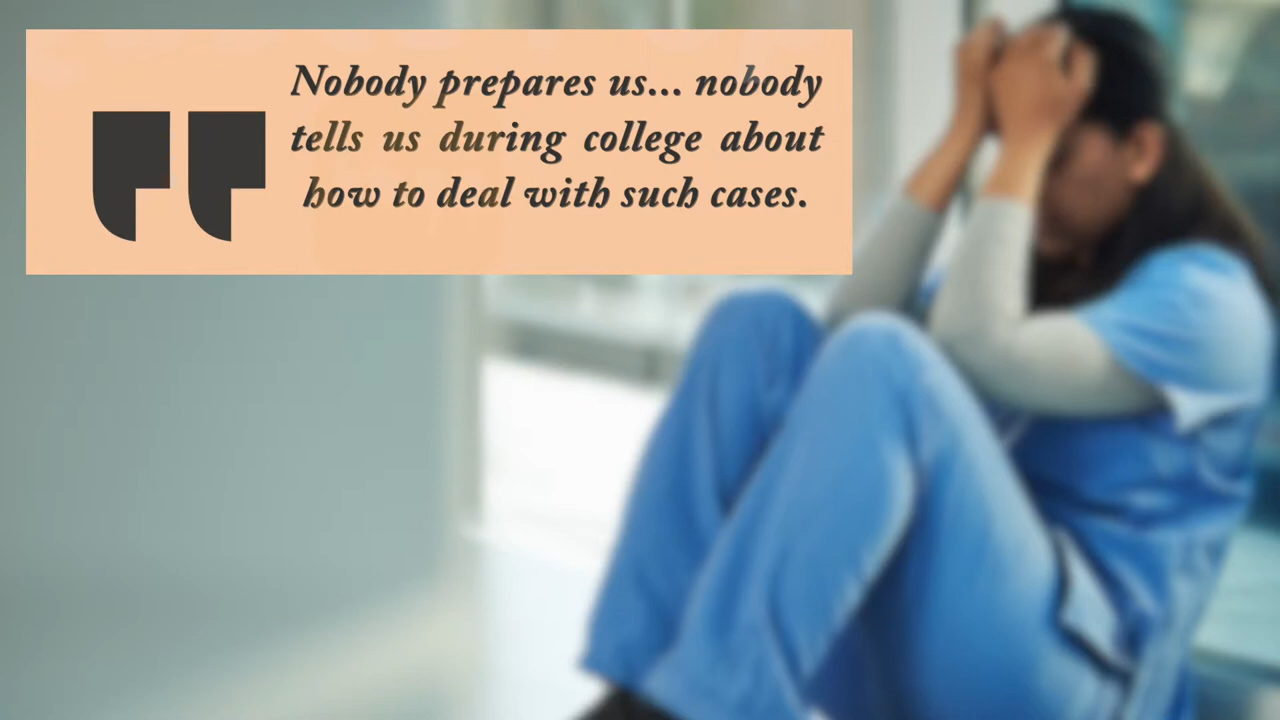 Nobody prepares us... nobody
tells us during college about
how to deal with such cases.